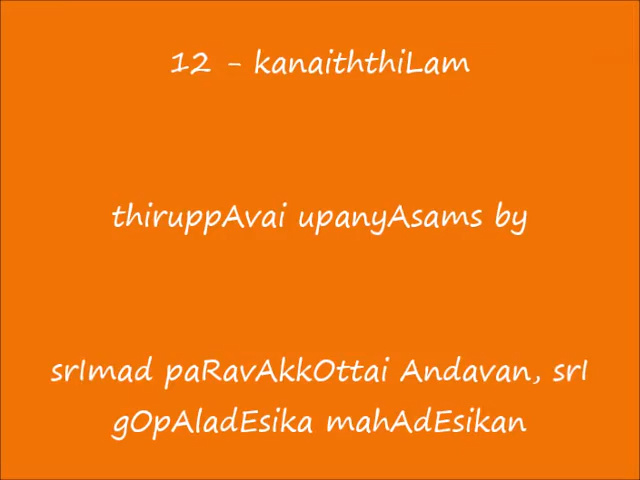 12 - kanaiththiLam
thiruppAvai upanyAsams by
srImad paRavAkkOttai Andavan, srI
gOpAladEsika mahAdEsikan